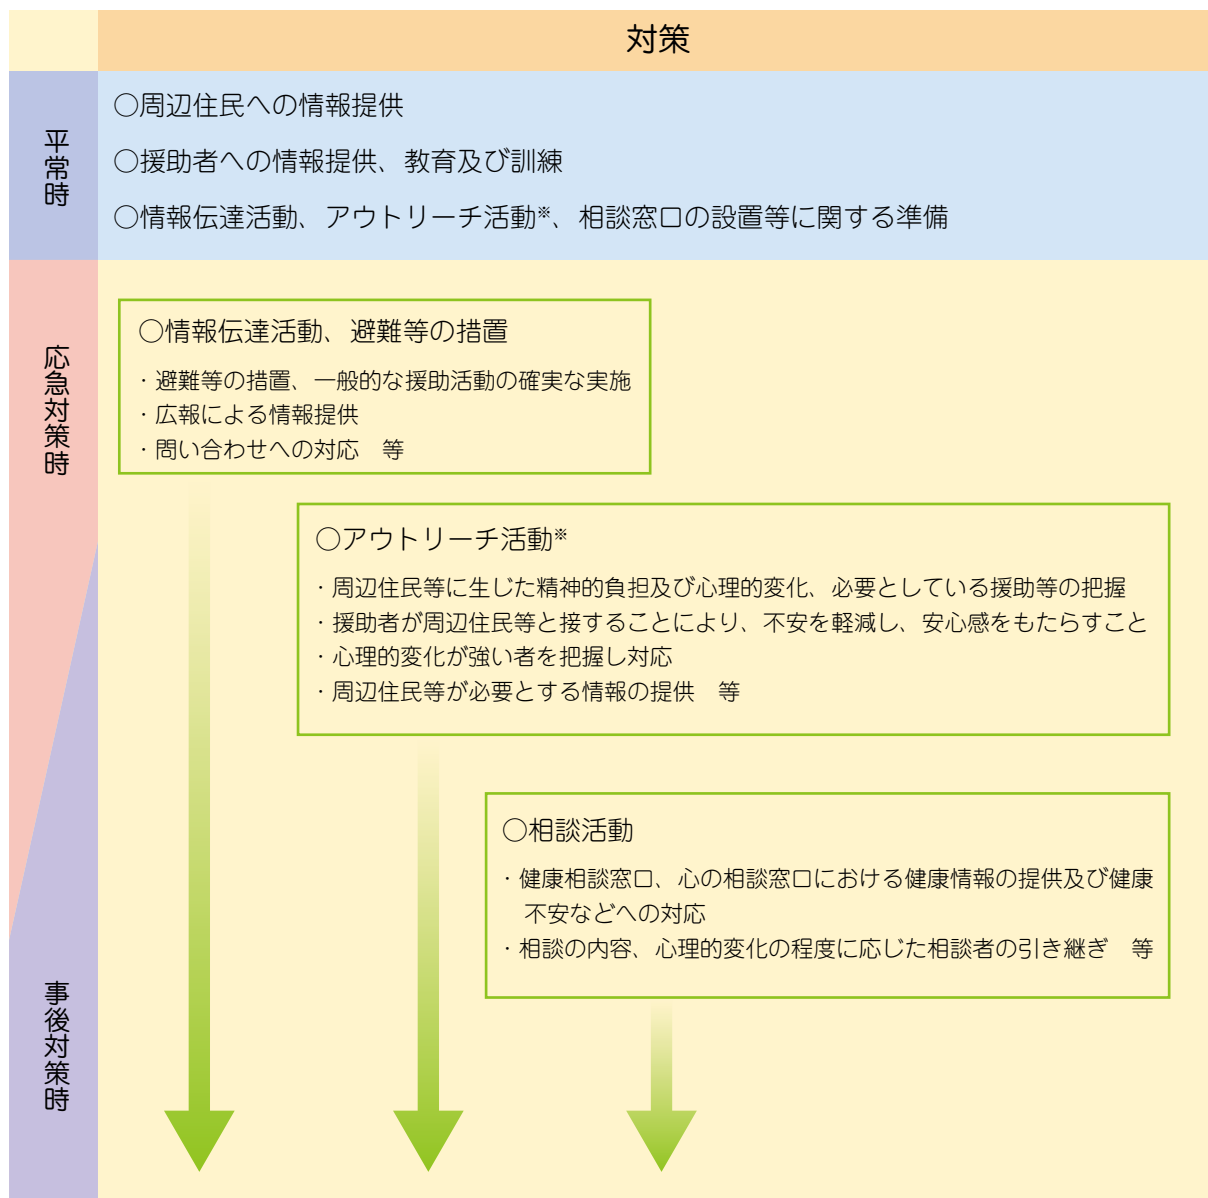 対策
平常時
○周辺住民への情報提供
○援助者への情報提供、教育及び訓練
○情報伝達活動、アウトリーチ活動※、相談窓口の設置等に関する準備
応急対策時
○情報伝達活動、避難等の措置
・避難等の措置、一般的な援助活動の確実な実施
・広報による情報提供
・問い合わせへの対応　等
○アウトリーチ活動※
・周辺住民等に生じた精神的負担及び心理的変化、必要としている援助等の把握
・援助者が周辺住民等と接することにより、不安を軽減し、安心感をもたらすこと
・心理的変化が強い者を把握し対応
・周辺住民等が必要とする情報の提供　等
○相談活動
・健康相談窓口、心の相談窓口における健康情報の提供及び健康
不安などへの対応
・相談の内容、心理的変化の程度に応じた相談者の引き継ぎ　等
事後対策時